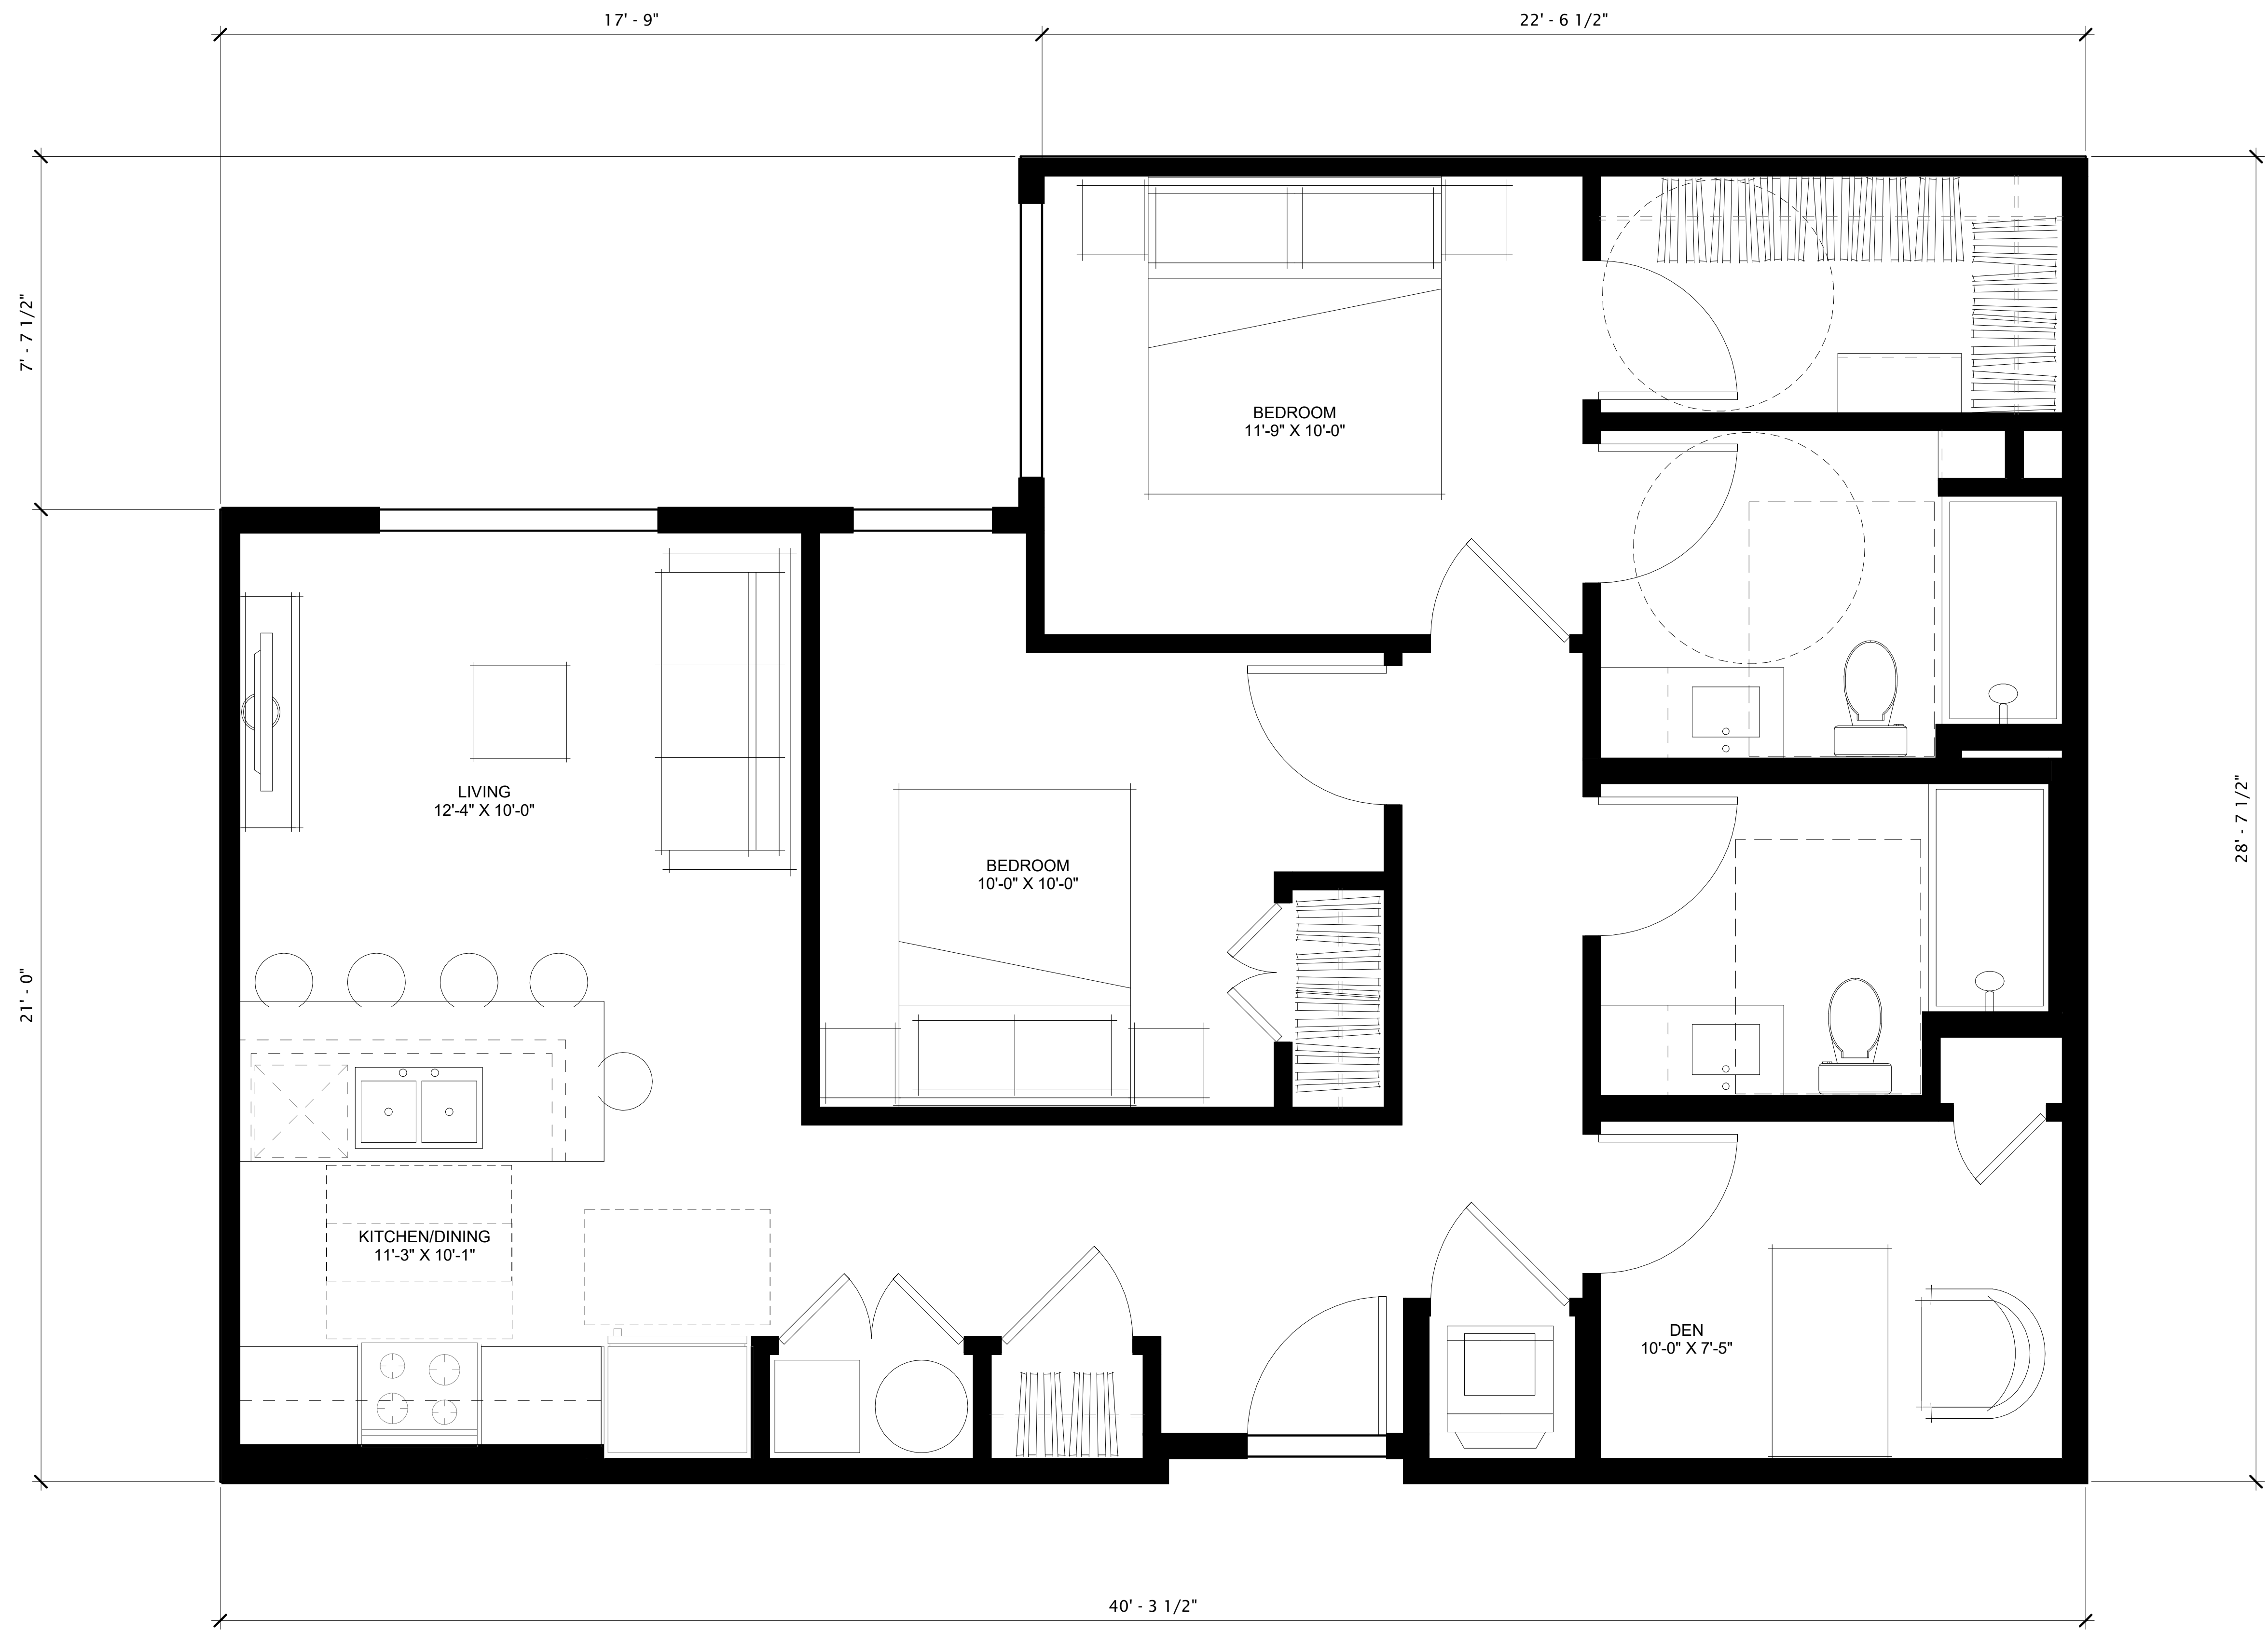 17' - 9"
22' - 6 1/2"
7' - 7 1/2"
BEDROOM
11'-9" X 10'-0"
LIVING
12'-4" X 10'-0"
28' - 7 1/2"
BEDROOM
10'-0" X 10'-0"
21' - 0"
KITCHEN/DINING
11'-3" X 10'-1"
DEN
10'-0" X 7'-5"
40' - 3 1/2"